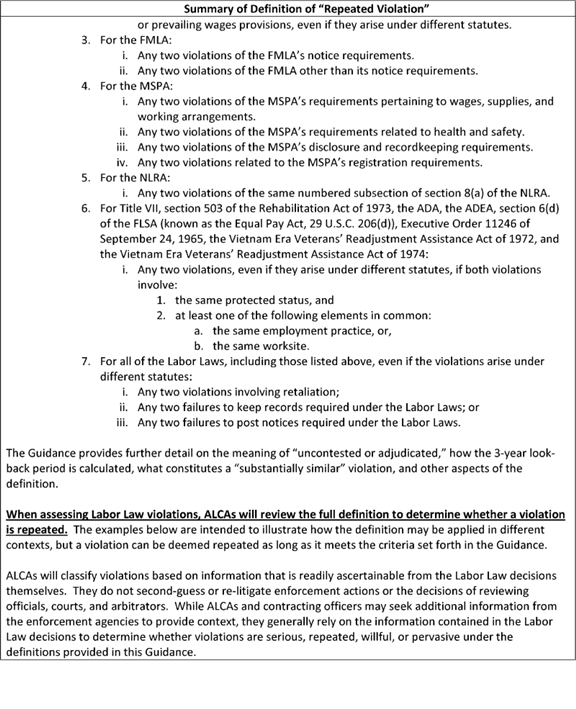 Summary of Definition of “Repeated Violation”
or prevailing wages provisions, even if they arise under different statutes.
3. For the FMLA:
i. Any two violations of the FMLA’s notice requirements.
ii. Any two violations of the FMLA other than its notice requirements.
4. For the MSPA:
i. Any two violations of the MSPA’s requirements pertaining to wages, supplies, and
working arrangements.
ii. Any two violations of the MSPA’s requirements related to health and safety.
iii. Any two violations of the MSPA’s disclosure and recordkeeping requirements.
iv. Any two violations related to the MSPA’s registration requirements.
5. For the NLRA:
i. Any two violations of the same numbered subsection of section 8(a) of the NLRA.
6. For Title VII, section 503 of the Rehabilitation Act of 1973, the ADA, the ADEA, section 6(d)
of the FLSA (known as the Equal Pay Act, 29 U.S.C. 206(d)), Executive Order 11246 of
September 24, 1965, the Vietnam Era Veterans’ Readjustment Assistance Act of 1972, and
the Vietnam Era Veterans’ Readjustment Assistance Act of 1974:
i. Any two violations, even if they arise under different statutes, if both violations
involve:
1. the same protected status, and
2. at least one of the following elements in common:
a. the same employment practice, or,
b. the same worksite.
7. For all of the Labor Laws, including those listed above, even if the violations arise under
different statutes:
i. Any two violations involving retaliation;
ii. Any two failures to keep records required under the Labor Laws; or
iii. Any two failures to post notices required under the Labor Laws.
The Guidance provides further detail on the meaning of “uncontested or adjudicated,” how the 3-year look-
back period is calculated, what constitutes a “substantially similar” violation, and other aspects of the
definition.
When assessing Labor Law violations, ALCAs will review the full definition to determine whether a violation
is repeated. The examples below are intended to illustrate how the definition may be applied in different
contexts, but a violation can be deemed repeated as long as it meets the criteria set forth in the Guidance.
ALCAs will classify violations based on information that is readily ascertainable from the Labor Law decisions
themselves. They do not second-guess or re-litigate enforcement actions or the decisions of reviewing
officials, courts, and arbitrators. While ALCAs and contracting officers may seek additional information from
the enforcement agencies to provide context, they generally rely on the information contained in the Labor
Law decisions to determine whether violations are serious, repeated, willful, or pervasive under the
definitions provided in this Guidance.